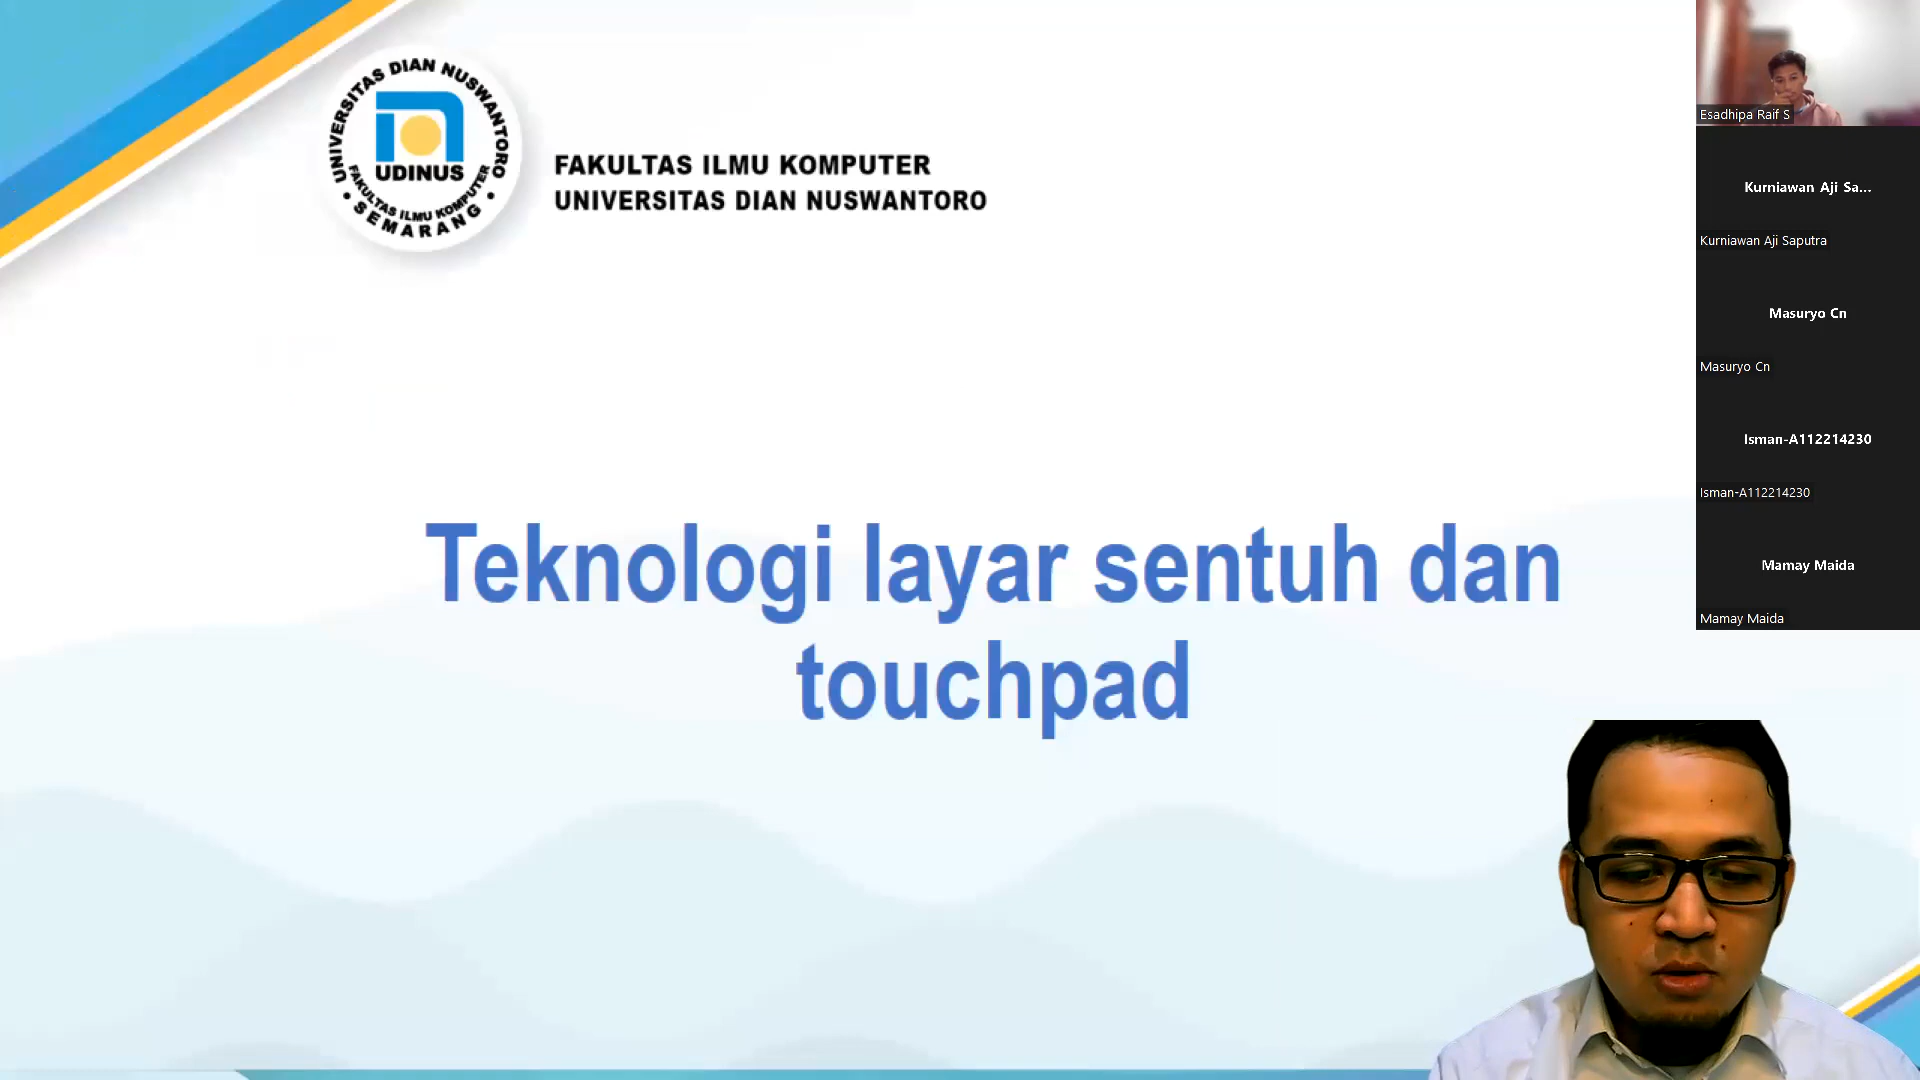 UNIVERSITAS DIAN NUSWANTORO
UDINUS
FAKULTAS ILMU KOMPUTER
• SEMARANG •
FAKULTAS ILMU KOMPUTER
UNIVERSITAS DIAN NUSWANTORO
Teknologi layar sentuh dan
touchpad
Esadhipa Raif S
Kurniawan Aji Sa...
Kurniawan Aji Saputra
Masuryo Cn
Masuryo Cn
Isman-A112214230
Isman-A112214230
Mamay Maida
Mamay Maida